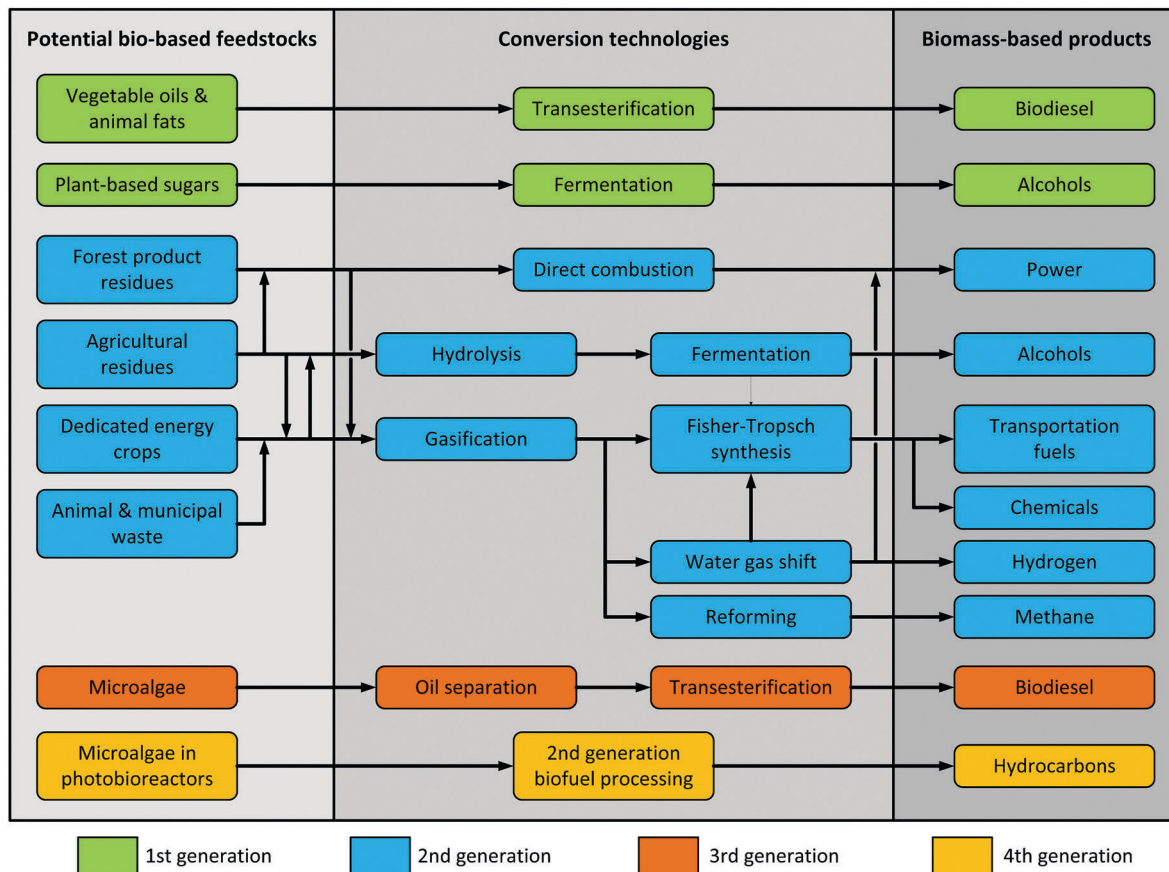 Potential bio-based feedstocks
Conversion technologies
Biomass-based products
Vegetable oils &
animal fats
Transesterification
Biodiesel
Plant-based sugars
Fermentation
Alcohols
Forest product
residues
Direct combustion
Power
Agricultural
residues
Hydrolysis
Fermentation
Alcohols
Dedicated energy
crops
Gasification
Fisher-Tropsch
synthesis
Transportation
fuels
Animal & municipal
waste
Chemicals
Water gas shift
Hydrogen
Reforming
Methane
Microalgae
Oil separation
Transesterification
Biodiesel
Microalgae in
photobioreactors
2nd generation
biofuel processing
Hydrocarbons
1st generation
2nd generation
3rd generation
4th generation